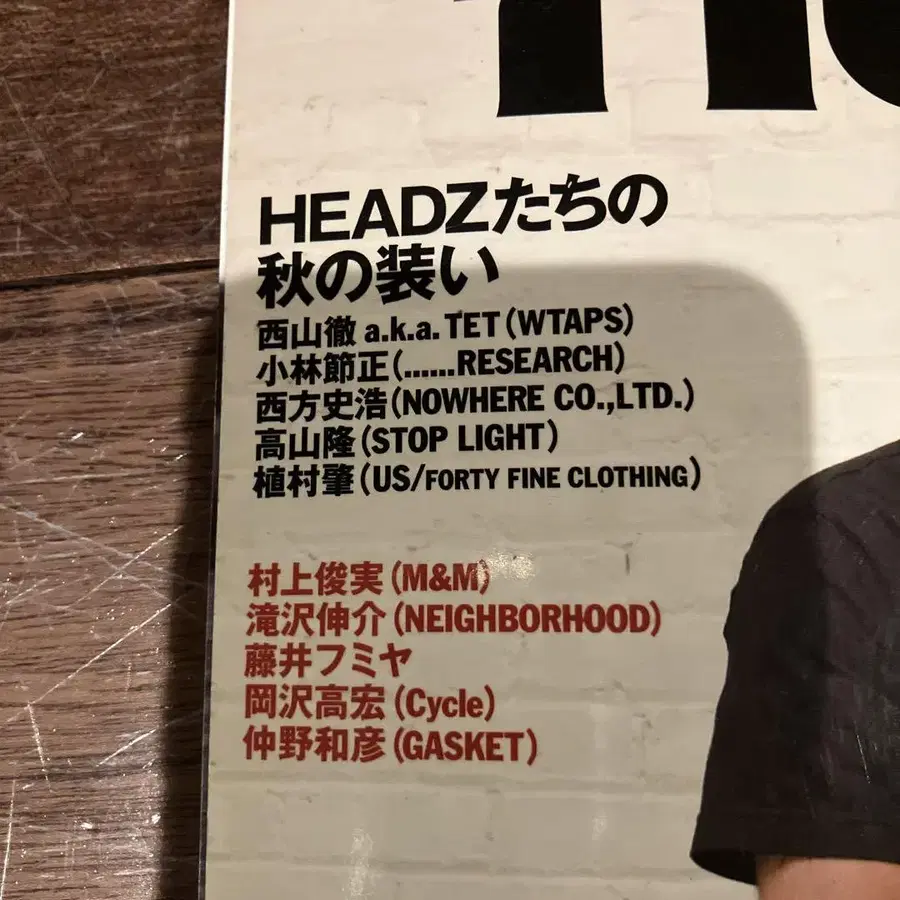 HEADZたちの
秋の装い
西山徹 a.k.a. TET (WTAPS)
小林節正 (......RESEARCH)
西方史浩 (NOWHERE CO.,LTD.)
高山隆 (STOP LIGHT)
植村肇 (US/FORTY FINE CLOTHING)
村上俊実 (M&M)
滝沢伸介 (NEIGHBORHOOD)
藤井フミヤ
岡沢高宏 (Cycle)
仲野和彦 (GASKET)